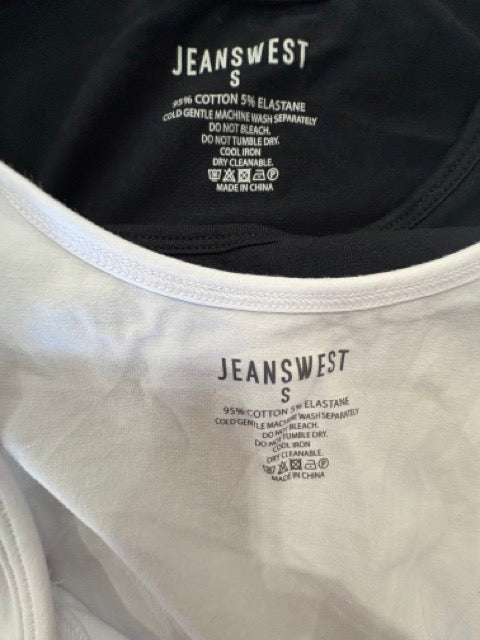 JEANSWEST
S
95% COTTON 5% ELASTANE
COLD GENTLE MACHINE WASH SEPARATELY
DO NOT BLEACH.
DO NOT TUMBLE DRY.
COOL IRON
DRY CLEANABLE.
MADE IN CHINA
JEANSWEST
S
95% COTTON 5% ELASTANE
COLD GENTLE MACHINE WASH SEPARATELY
DO NOT BLEACH.
DO NOT TUMBLE DRY.
COOL IRON
DRY CLEANABLE.
MADE IN CHINA